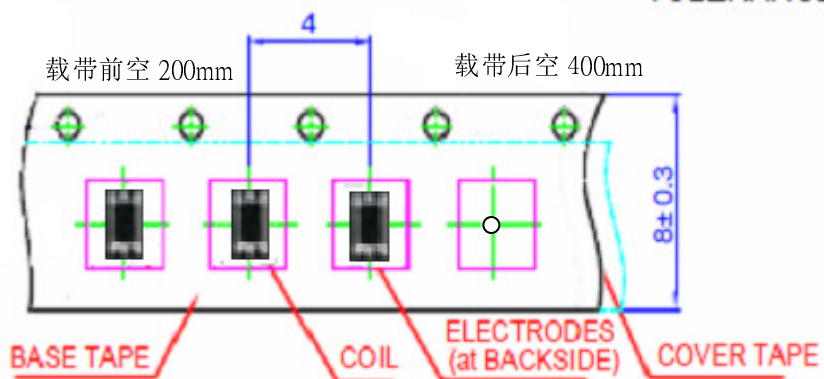 4
载带前空 200mm
载带后空 400mm
8± 0.3
ELECTRODES
BASE TAPE
COIL
(at BACKSIDE)
COVER TAPE